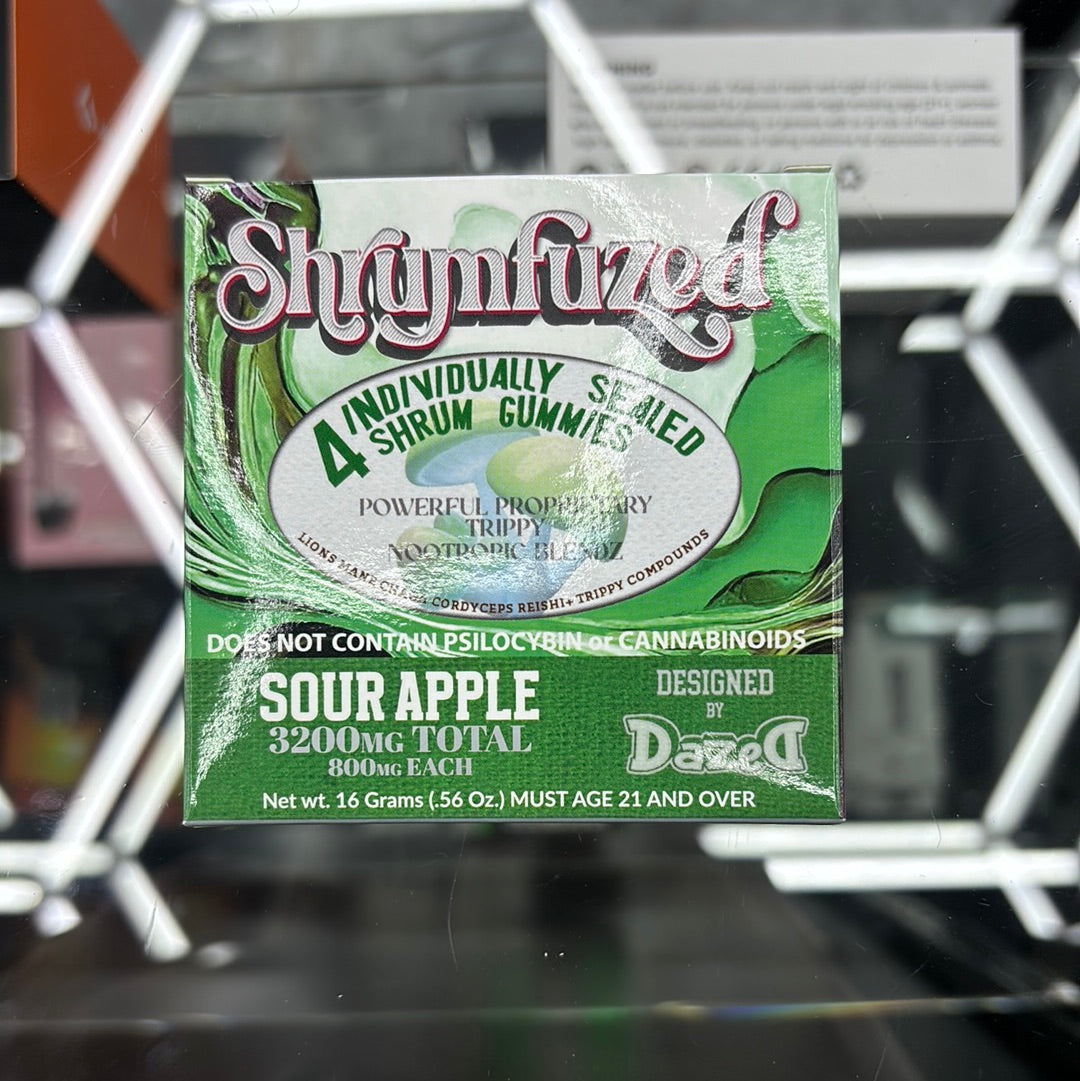 Shrumfuzed
4 INDIVIDUALLY SEALED
SHRUM GUMMIES
POWERFUL PROPRIETARY
TRIPPY
NOOTROPIC BLENDZ
LIONS MANE CHAGA CORDYCEPS REISHI+ TRIPPY COMPOUNDS
DOES NOT CONTAIN PSILOCYBIN or CANNABINOIDS
SOUR APPLE
3200MG TOTAL
800MG EACH
DESIGNED
BY
DazeD
Net wt. 16 Grams (.56 Oz.) MUST AGE 21 AND OVER